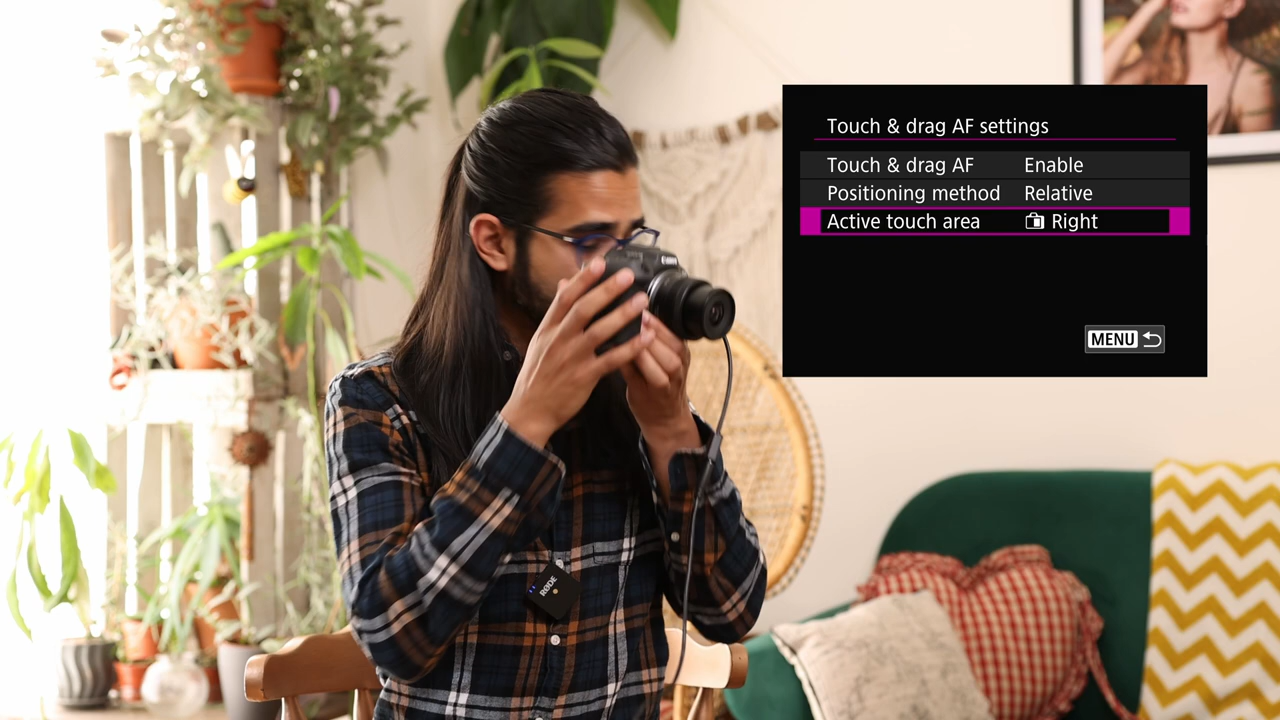 Touch & drag AF settings
Touch & drag AF Enable
Positioning method Relative
Active touch area Right
MENU
RØDE